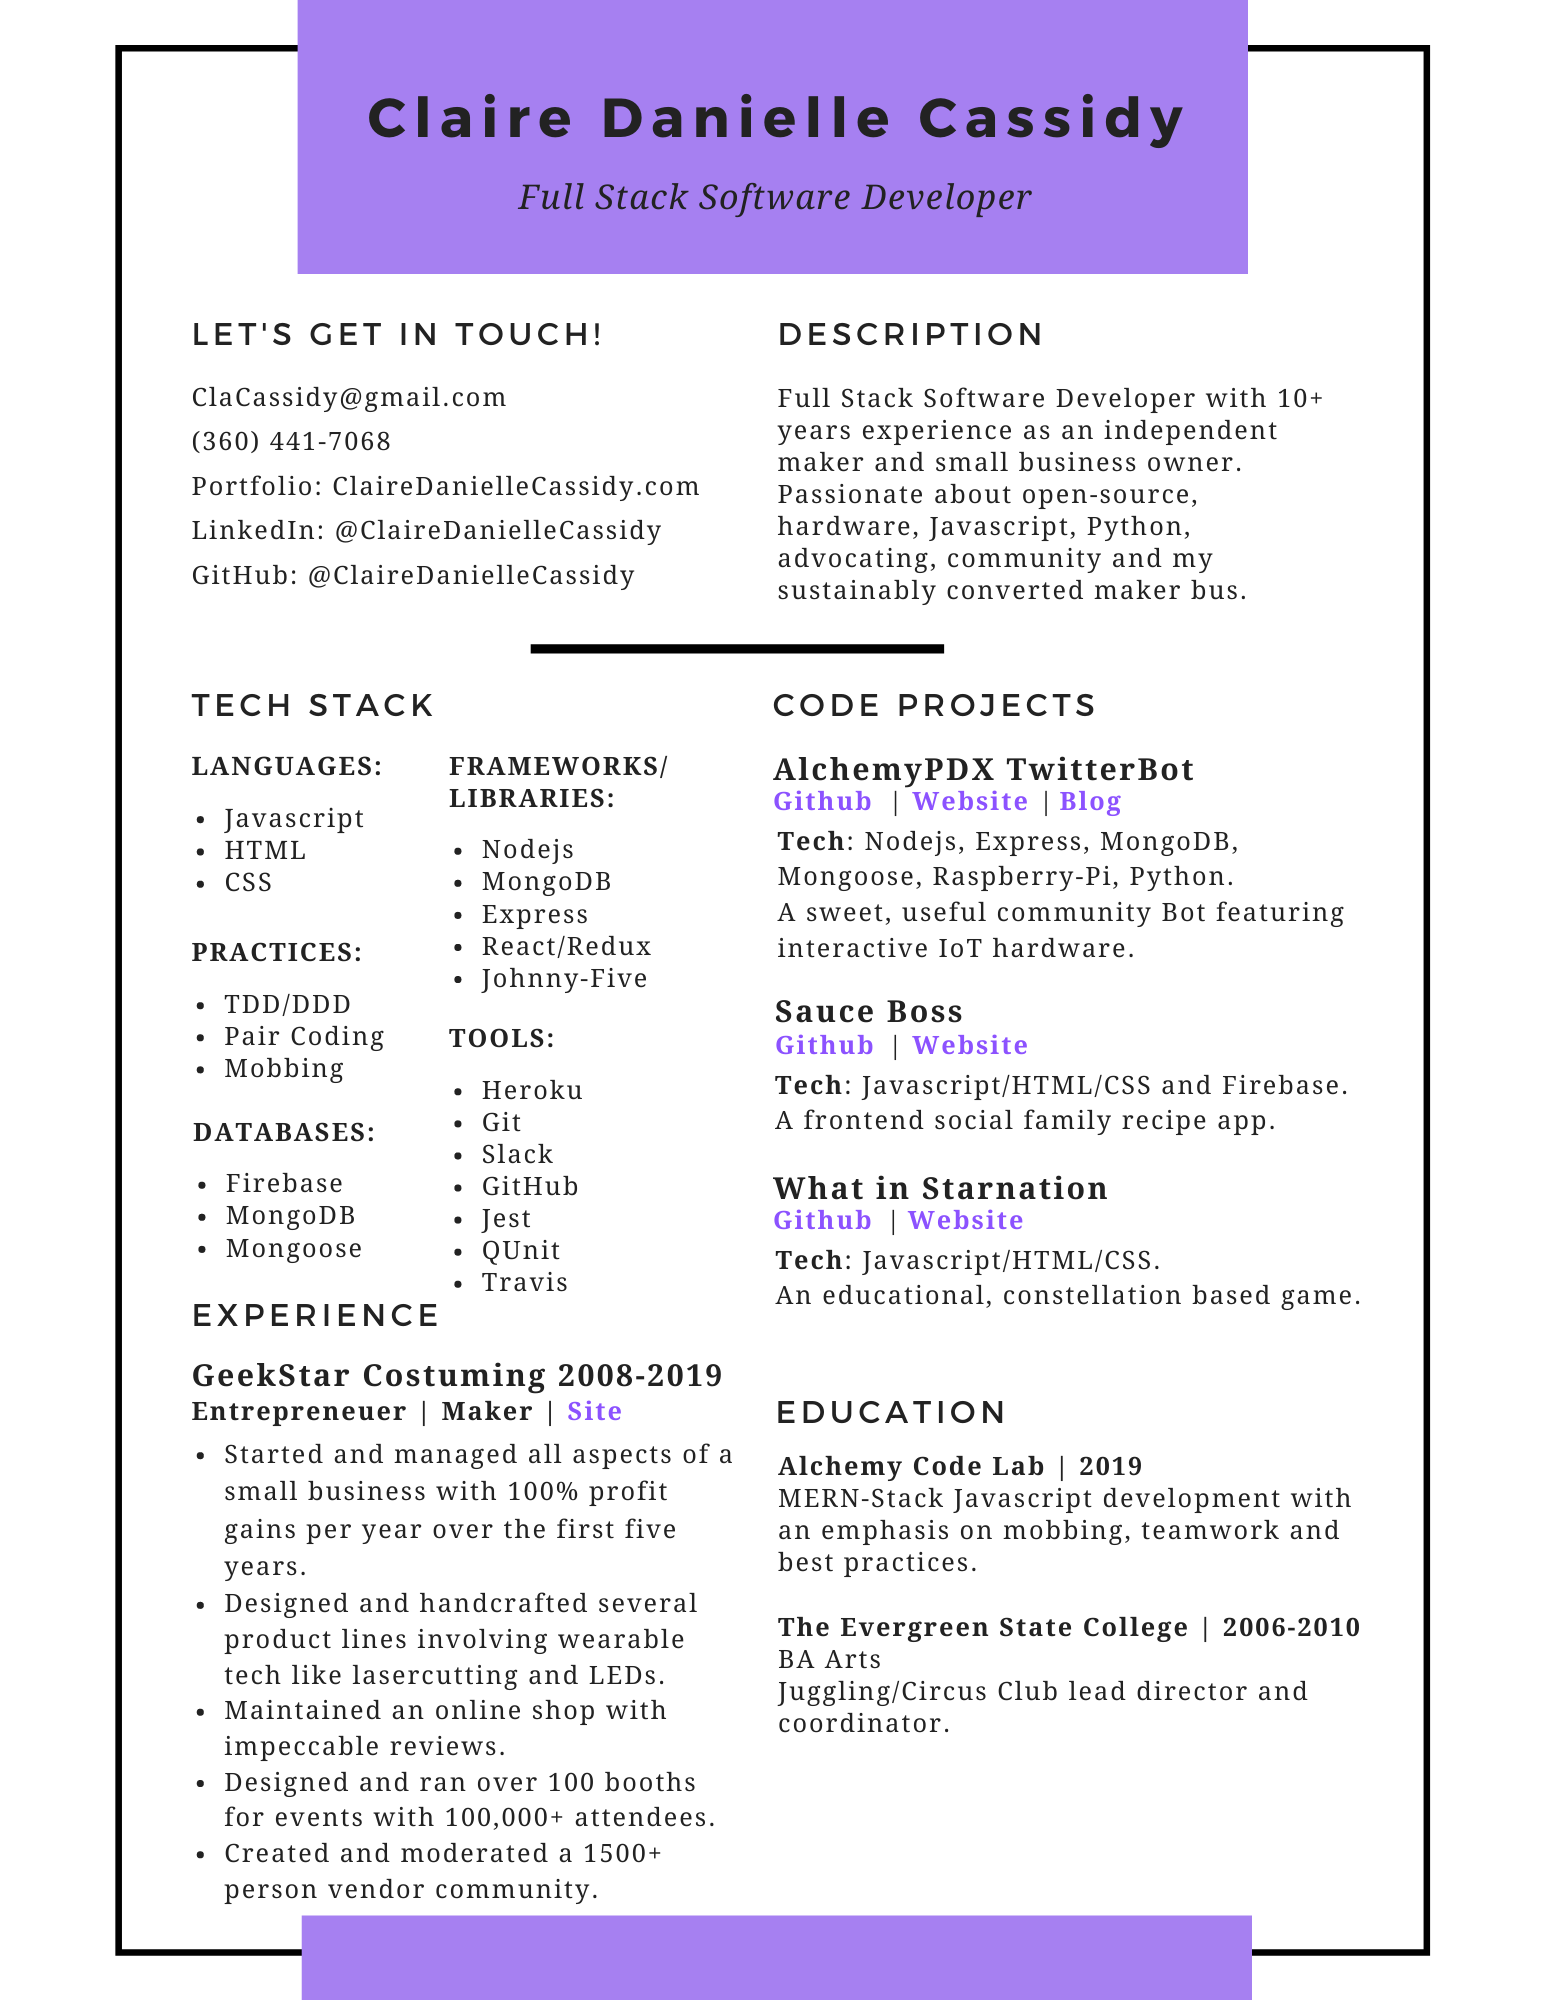 Claire Danielle Cassidy
Full Stack Software Developer
LET'S GET IN TOUCH!
ClaCassidy@gmail.com
(360) 441-7068
Portfolio: ClaireDanielleCassidy.com
LinkedIn: @ClaireDanielleCassidy
GitHub: @ClaireDanielleCassidy
DESCRIPTION
Full Stack Software Developer with 10+
years experience as an independent
maker and small business owner.
Passionate about open-source,
hardware, Javascript, Python,
advocating, community and my
sustainably converted maker bus.
TECH STACK
LANGUAGES:
• Javascript
• HTML
• CSS
PRACTICES:
• TDD/DDD
• Pair Coding
• Mobbing
DATABASES:
• Firebase
• MongoDB
• Mongoose
FRAMEWORKS/
LIBRARIES:
• Nodejs
• MongoDB
• Express
• React/Redux
• Johnny-Five
TOOLS:
• Heroku
• Git
• Slack
• GitHub
• Jest
• QUnit
• Travis
EXPERIENCE
GeekStar Costuming 2008-2019
Entrepreneuer | Maker | Site
• Started and managed all aspects of a
small business with 100% profit
gains per year over the first five
years.
• Designed and handcrafted several
product lines involving wearable
tech like lasercutting and LEDs.
• Maintained an online shop with
impeccable reviews.
• Designed and ran over 100 booths
for events with 100,000+ attendees.
• Created and moderated a 1500+
person vendor community.
CODE PROJECTS
AlchemyPDX TwitterBot
Github | Website | Blog
Tech: Nodejs, Express, MongoDB,
Mongoose, Raspberry-Pi, Python.
A sweet, useful community Bot featuring
interactive IoT hardware.
Sauce Boss
Github | Website
Tech: Javascript/HTML/CSS and Firebase.
A frontend social family recipe app.
What in Starnation
Github | Website
Tech: Javascript/HTML/CSS.
An educational, constellation based game.
EDUCATION
Alchemy Code Lab | 2019
MERN-Stack Javascript development with
an emphasis on mobbing, teamwork and
best practices.
The Evergreen State College | 2006-2010
BA Arts
Juggling/Circus Club lead director and
coordinator.